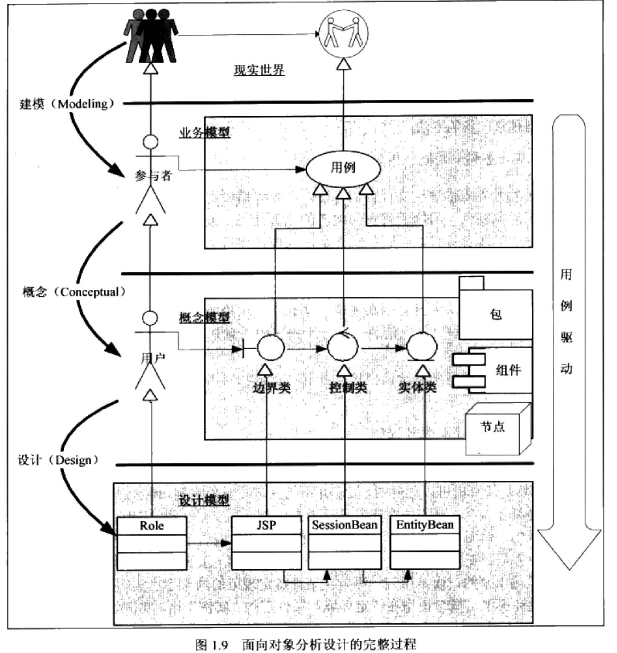 现实世界
建模（Modeling）
业务模型
参与者
用例
概念（Conceptual）
概念模型
用户
边界类
控制类
实体类
包
组件
节点
用例驱动
设计（Design）
设计模型
Role
JSP
SessionBean
EntityBean
图 1.9 面向对象分析设计的完整过程